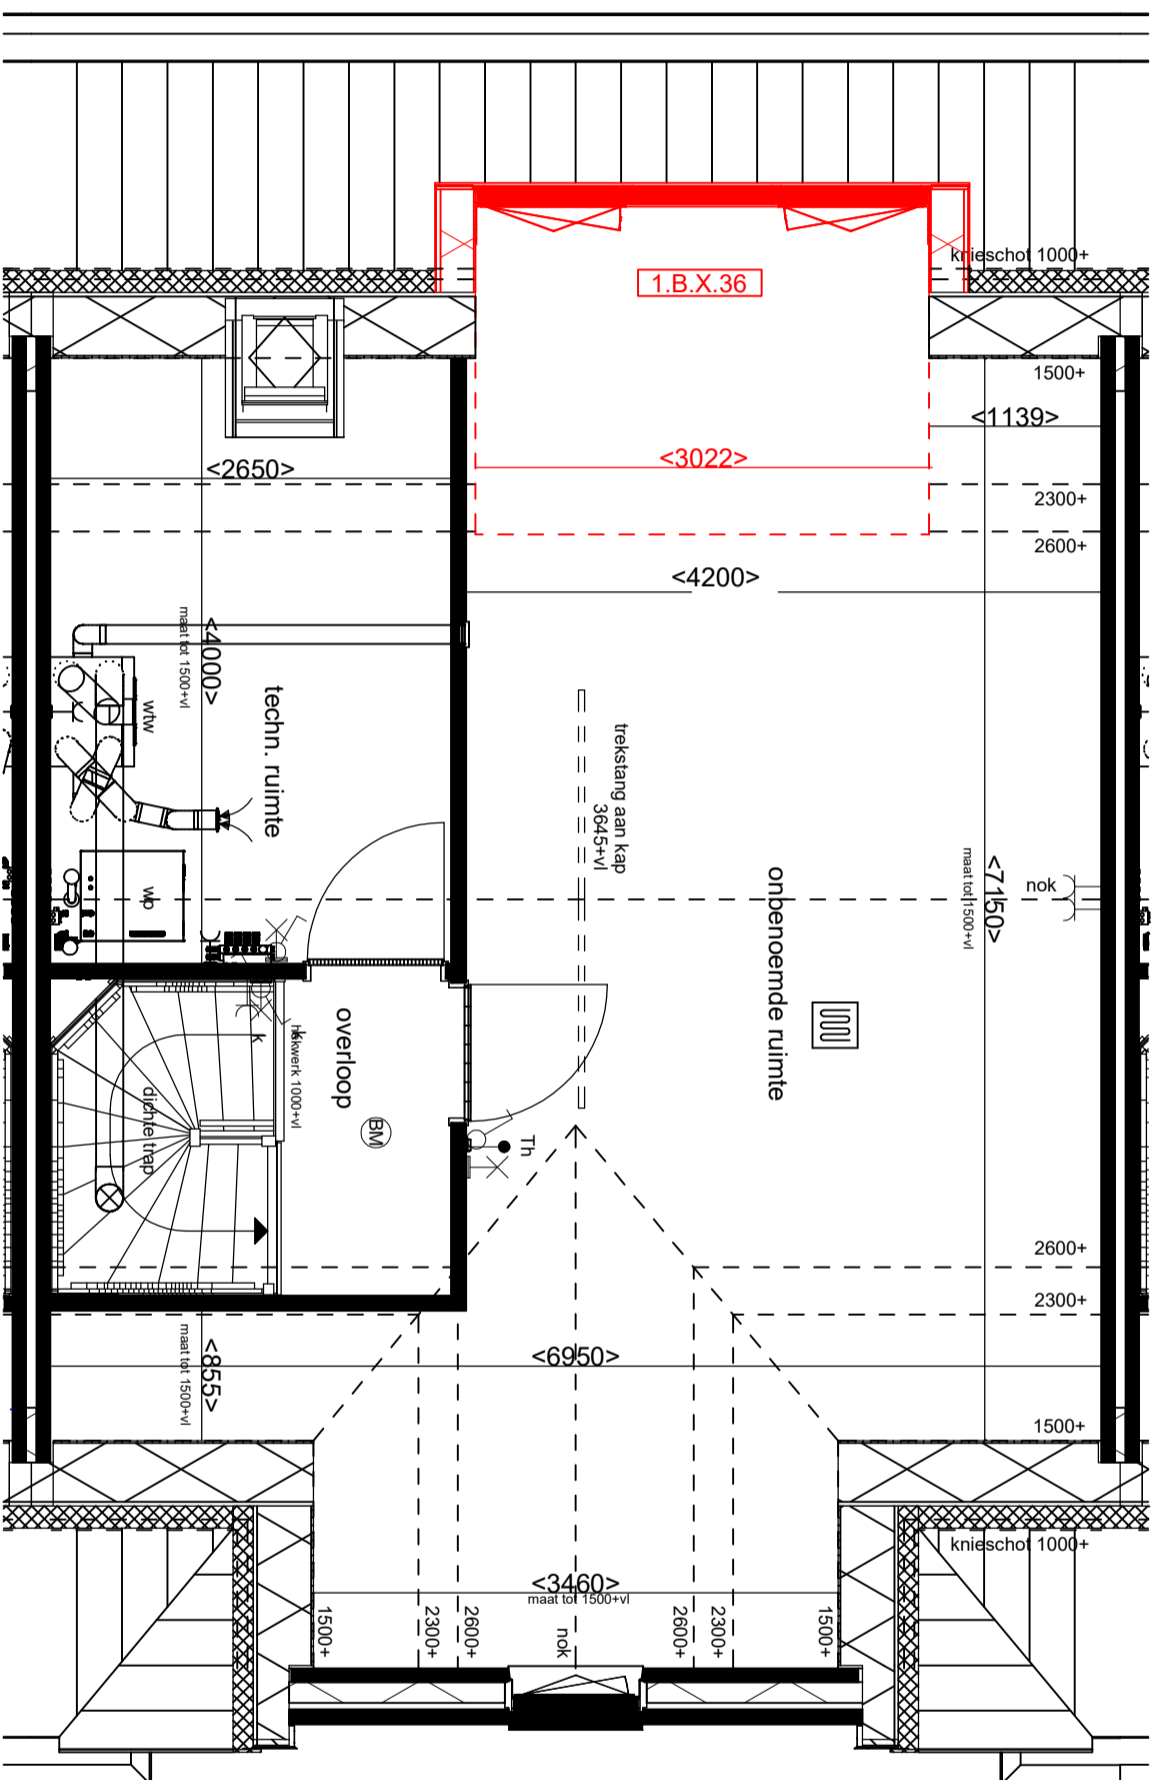 knieschot 1000+
1.B.X.36
1500+
<1139>
<3022>
<2650>
2300+
2600+
<4200>
<4000>
maat tot 1500+vl
wtw
techn. ruimte
trekstang aan kap
3645+vl
<7150>
maat tot 1500+vl
nok
wp
onbenoemde ruimte
overloop
k
hekwerk 1000+vl
dichte trap
BM
Th
2600+
2300+
<855>
maat tot 1500+vl
<6950>
1500+
knieschot 1000+
<3460>
maat tot 1500+vl
1500+
2300+
2600+
nok
2600+
2300+
1500+